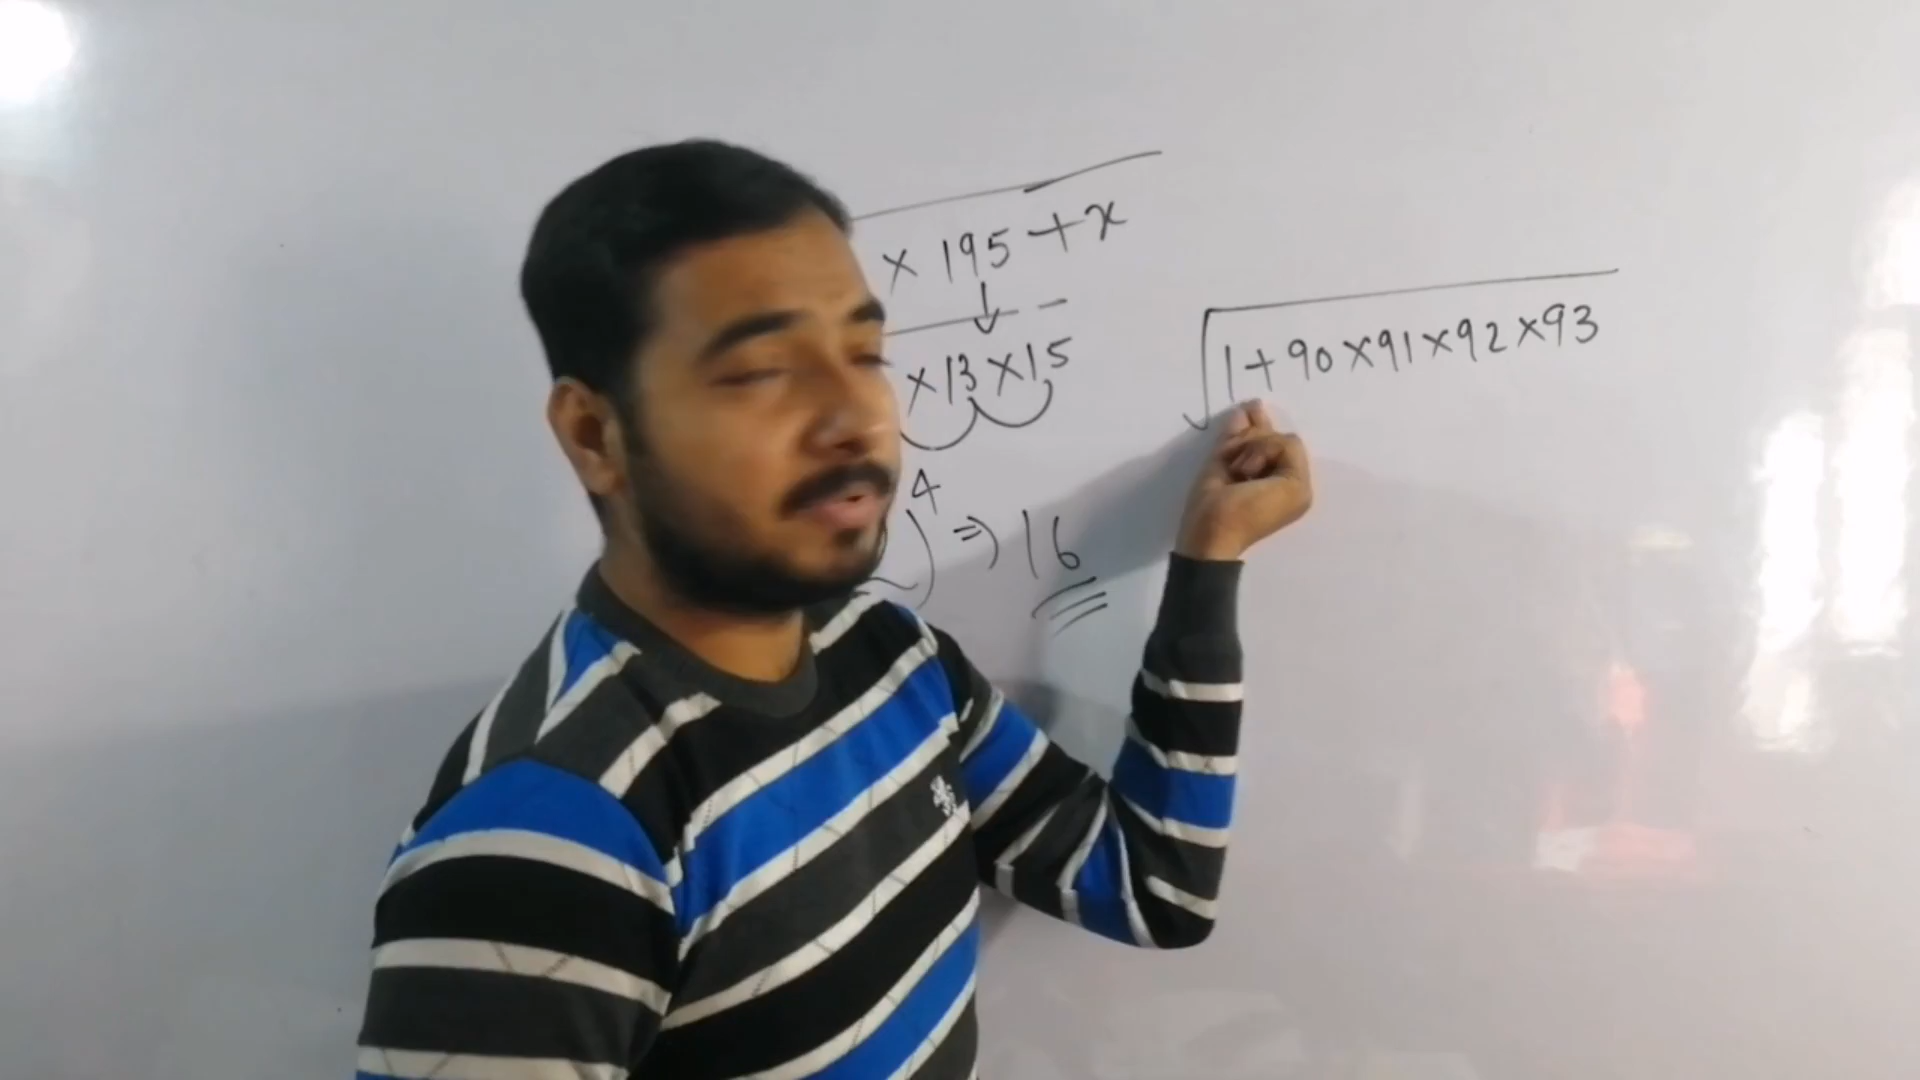 × 195 + x
↓
× 13 × 15
)⁴ ⇒ 16
√1 + 90 × 91 × 92 × 93